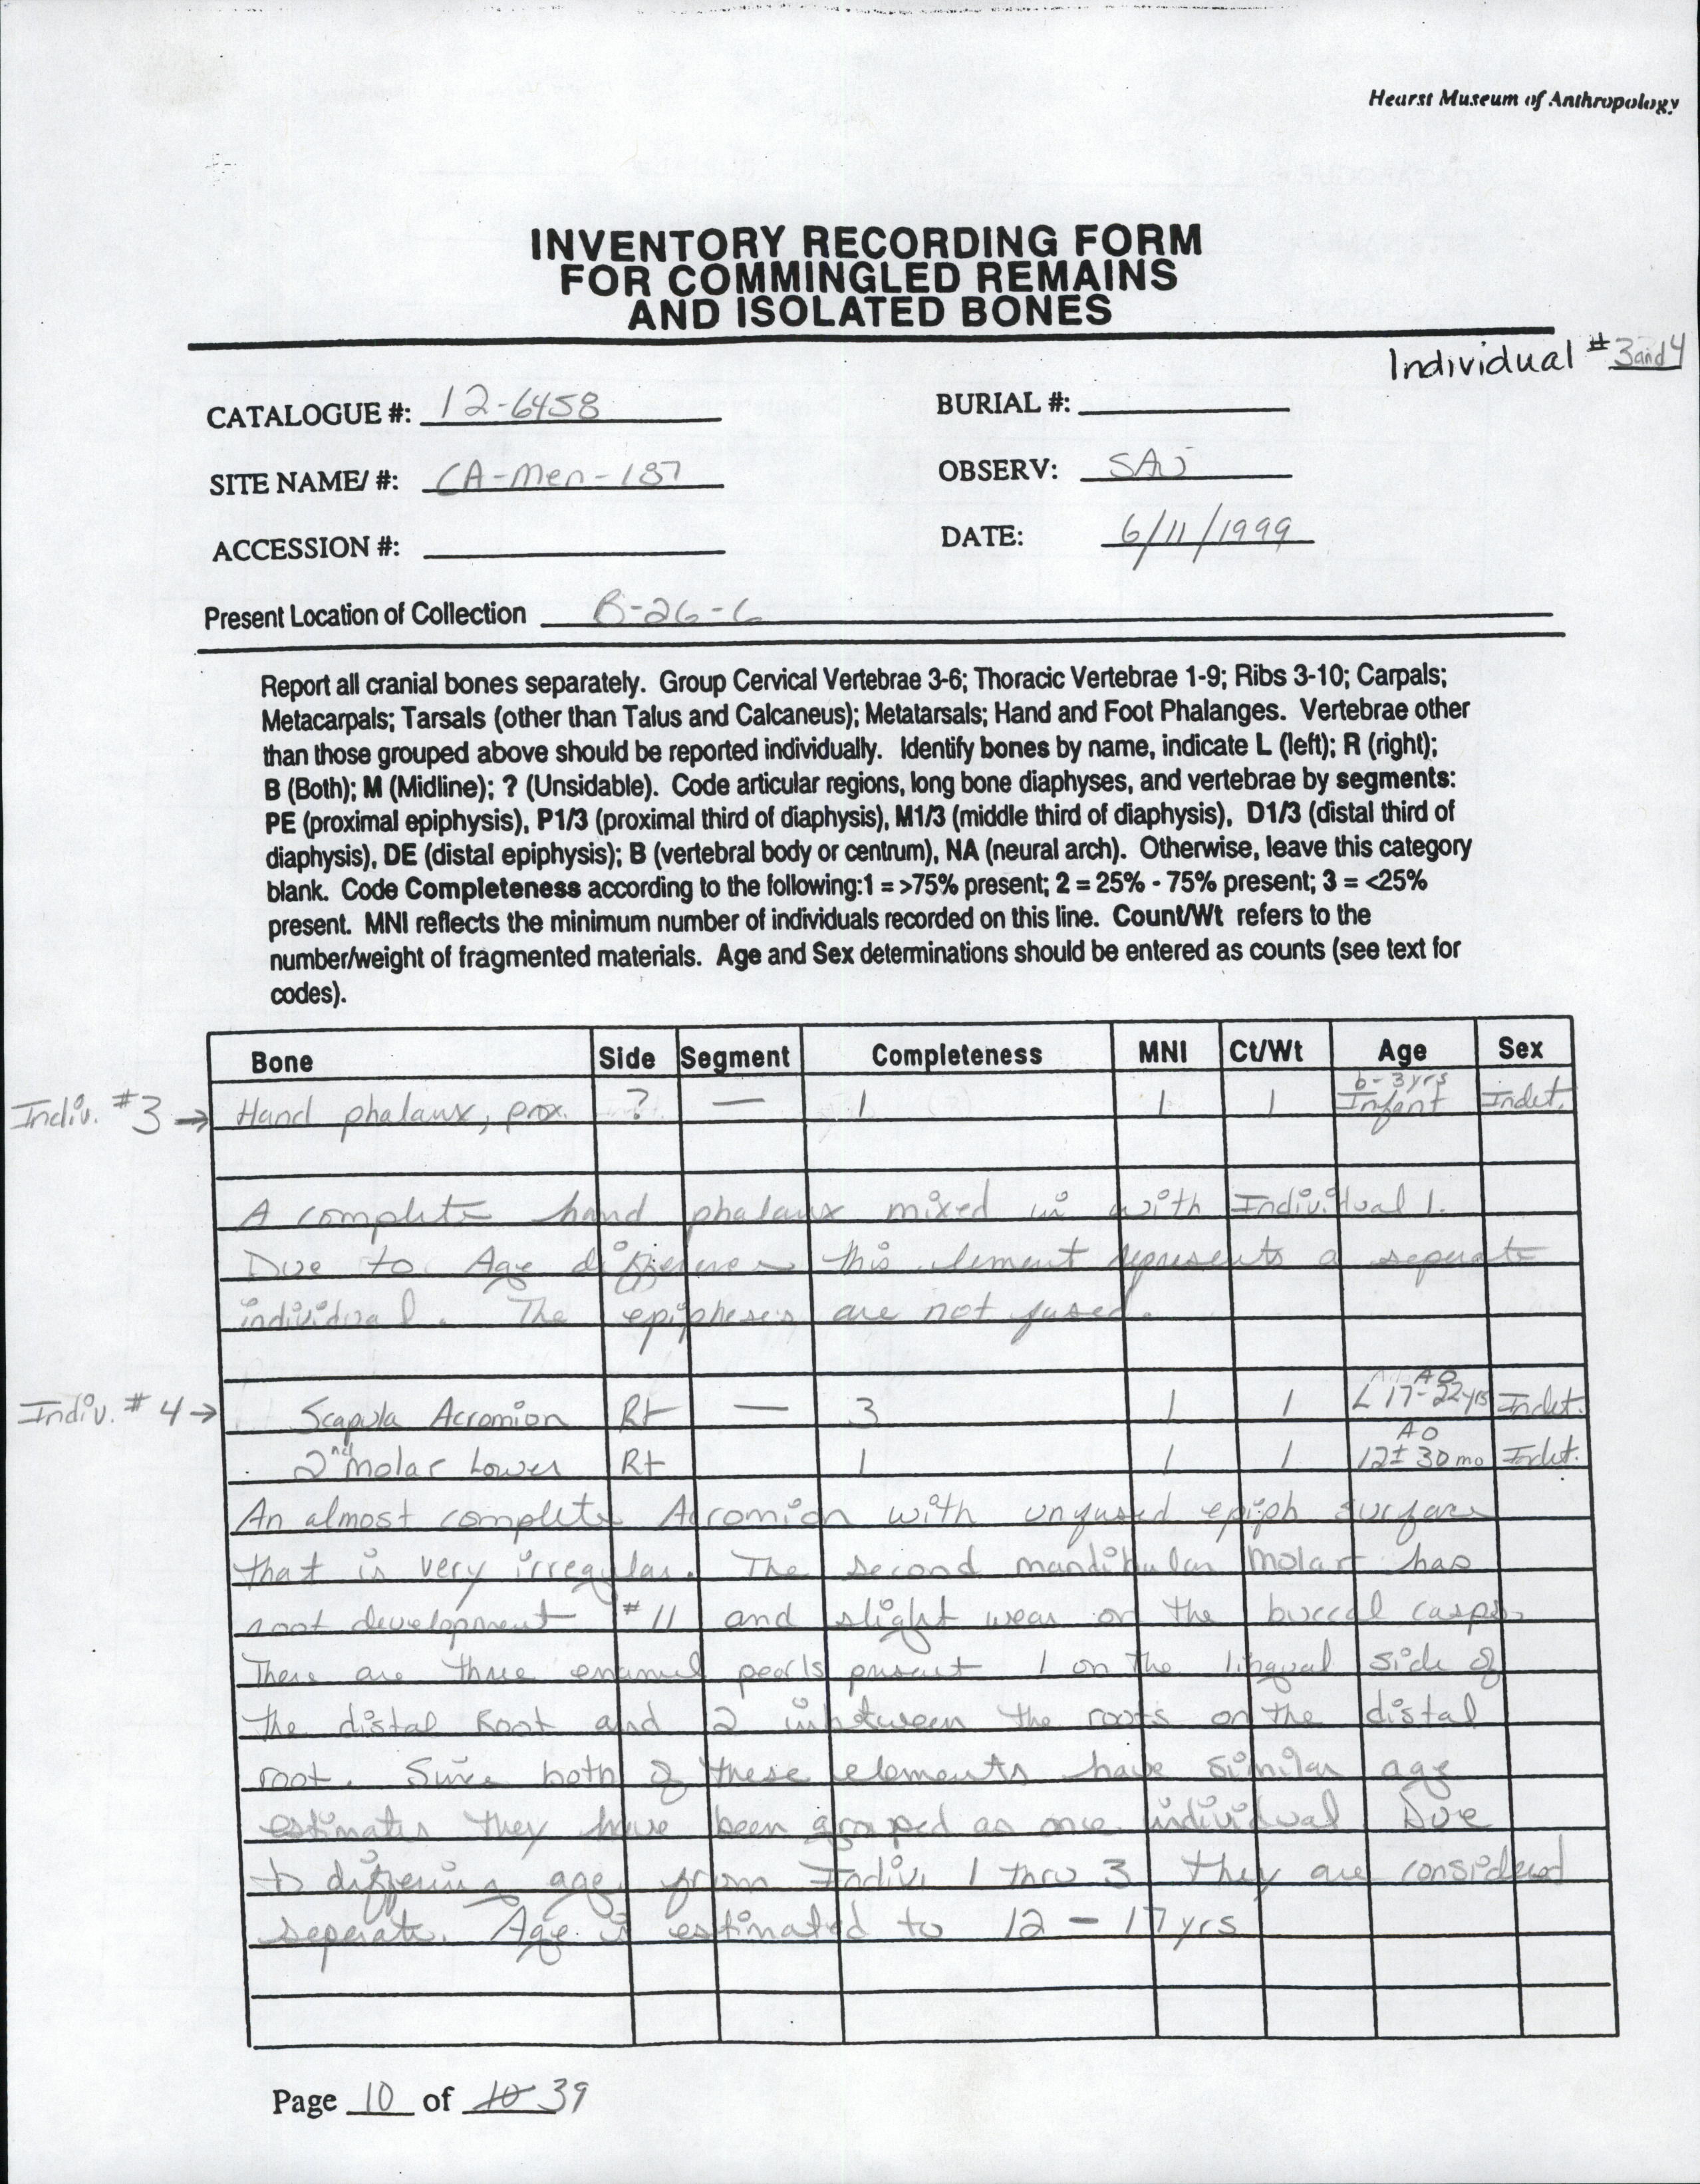 Hearst Museum of Anthropology
INVENTORY RECORDING FORM
FOR COMMINGLED REMAINS
AND ISOLATED BONES
Individual # 3 and 4
CATALOGUE #: 12-6458 BURIAL #:
SITE NAME/ #: CA-Men-187 OBSERV: SAJ
ACCESSION #: DATE: 6/11/1999
Present Location of Collection B-26-6
Report all cranial bones separately. Group Cervical Vertebrae 3-6; Thoracic Vertebrae 1-9; Ribs 3-10; Carpals;
Metacarpals; Tarsals (other than Talus and Calcaneus); Metatarsals; Hand and Foot Phalanges. Vertebrae other
than those grouped above should be reported individually. Identify bones by name, indicate L (left); R (right);
B (Both); M (Midline); ? (Unsidable). Code articular regions, long bone diaphyses, and vertebrae by segments:
PE (proximal epiphysis), P1/3 (proximal third of diaphysis), M1/3 (middle third of diaphysis), D1/3 (distal third of
diaphysis), DE (distal epiphysis); B (vertebral body or centrum), NA (neural arch). Otherwise, leave this category
blank. Code Completeness according to the following:1 = >75% present; 2 = 25% - 75% present; 3 = <25%
present. MNI reflects the minimum number of individuals recorded on this line. Count/Wt refers to the
number/weight of fragmented materials. Age and Sex determinations should be entered as counts (see text for
codes).
Bone Side Segment Completeness MNI Ct/Wt Age Sex
b-3yrs
Indiv. #3 → Hand phalanx, prox. ? — 1 1 1 Infant Indet.
A complete hand phalanx mixed in with Individual 1.
Due to Age difference this element represents a seperate
individual. The epipheses are not fused.
AO
Indiv. #4 → Scapula Acromion Rt — 3 1 1 L 17-22yrs Indet.
AO
2nd molar Lower Rt 1 1 1 12± 30mo Indet.
An almost complete Acromion with unfused epiph surface
that is very irregular. The second mandibular molar has
root development #11 and slight wear on the buccal casps.
There are three enamel pearls present 1 on the lingual side of
the distal Root and 2 inbetween the roots on the distal
root. Since both of these elements have similar age
estimates they have been grouped as one individual Due
to differing age from Indivi 1 thru 3 they are considered
seperate. Age is estimated to 12 - 17 yrs
Page 10 of 10 39